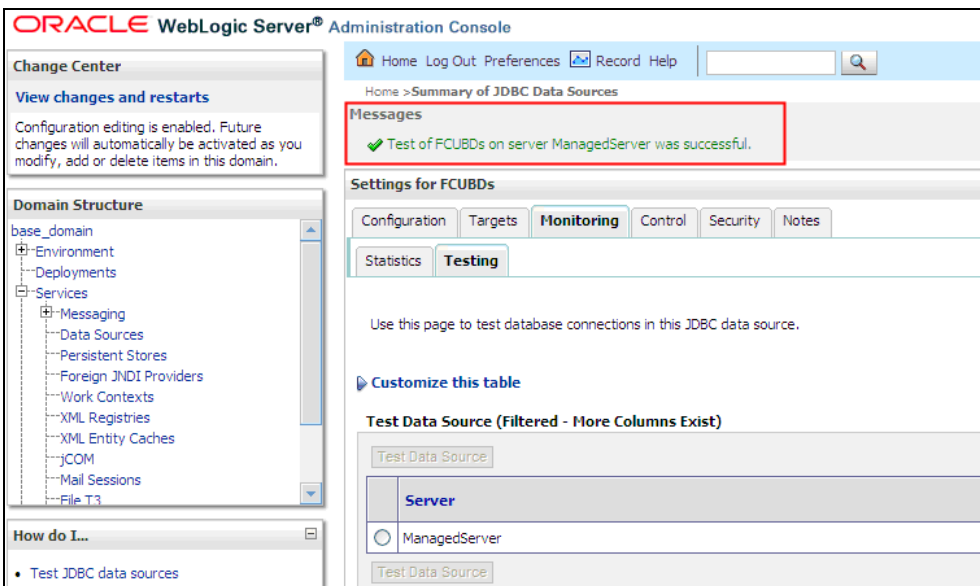 ORACLE WebLogic Server® Administration Console
Change Center
View changes and restarts
Configuration editing is enabled. Future
changes will automatically be activated as you
modify, add or delete items in this domain.
Domain Structure
base_domain
Environment
Deployments
Services
Messaging
Data Sources
Persistent Stores
Foreign JNDI Providers
Work Contexts
XML Registries
XML Entity Caches
jCOM
Mail Sessions
File T3
How do I...
Test JDBC data sources
Home Log Out Preferences Record Help
Home >Summary of JDBC Data Sources
Messages
Test of FCUBDs on server ManagedServer was successful.
Settings for FCUBDs
Configuration Targets Monitoring Control Security Notes
Statistics Testing
Use this page to test database connections in this JDBC data source.
Customize this table
Test Data Source (Filtered - More Columns Exist)
Test Data Source
Server
ManagedServer
Test Data Source